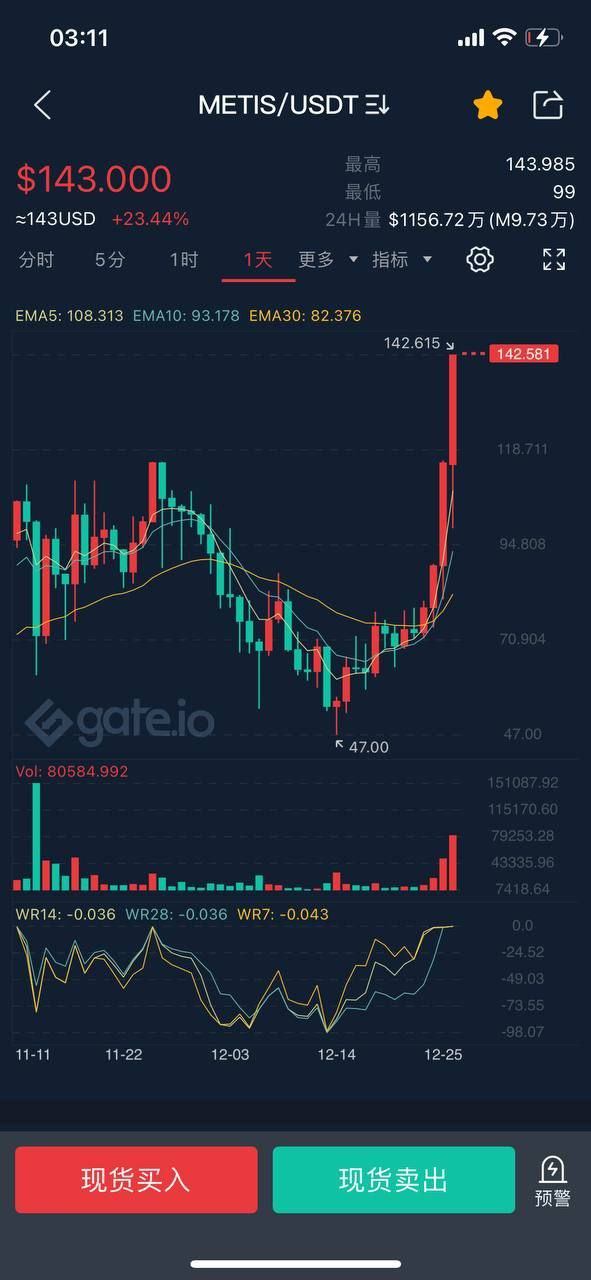 03:11
METIS/USDT
$143.000
最高 143.985
最低 99
≈143USD +23.44%
24H量 $1156.72万(M9.73万)
分时 5分 1时 1天 更多 指标
EMA5: 108.313 EMA10: 93.178 EMA30: 82.376
142.615
142.581
118.711
94.808
70.904
gate.io
47.00
47.00
Vol: 80584.992
151087.92
115170.60
79253.28
43335.96
7418.64
WR14: -0.036 WR28: -0.036 WR7: -0.043
0.0
-24.52
-49.03
-73.55
-98.07
11-11 11-22 12-03 12-14 12-25
现货买入 现货卖出 预警